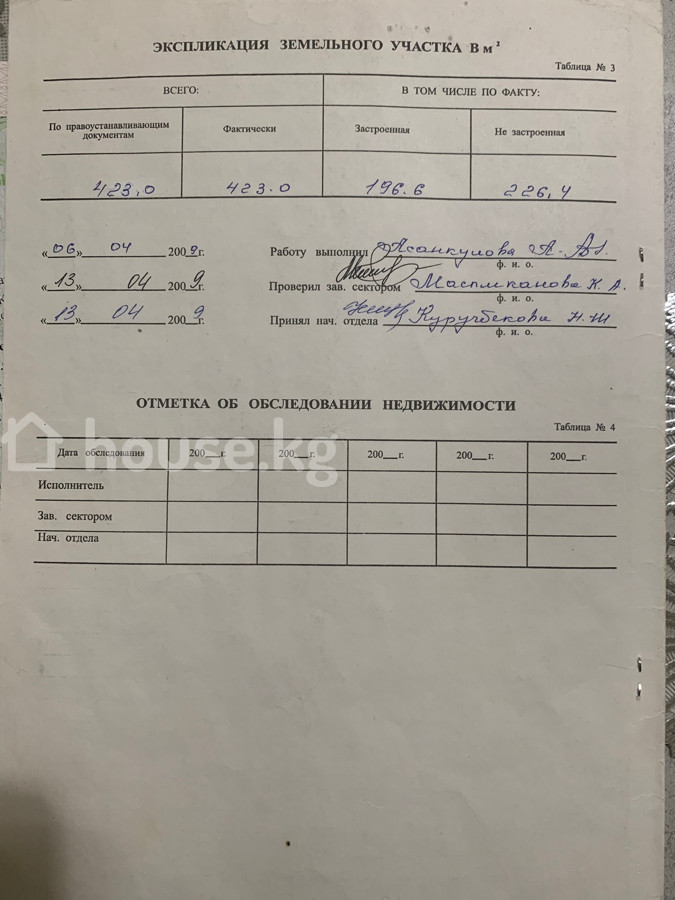 ЭКСПЛИКАЦИЯ ЗЕМЕЛЬНОГО УЧАСТКА В м²
Таблица № 3
ВСЕГО: В ТОМ ЧИСЛЕ ПО ФАКТУ:
По правоустанавливающим документам Фактически Застроенная Не застроенная
423,0 423.0 196.6 226,4
«06» 04 2009г. Работу выполнил Асанкулова А.
ф. и. о.
«13» 04 2009г. Проверил зав. сектором К. А.
ф. и. о.
«13» 04 2009г. Принял нач. отдела Н.Ш
ф. и. о.
ОТМЕТКА ОБ ОБСЛЕДОВАНИИ НЕДВИЖИМОСТИ
Таблица № 4
Дата обследования 200__г. 200__г. 200__г. 200__г. 200__г.
house.kg
Исполнитель
Зав. сектором
Нач. отдела